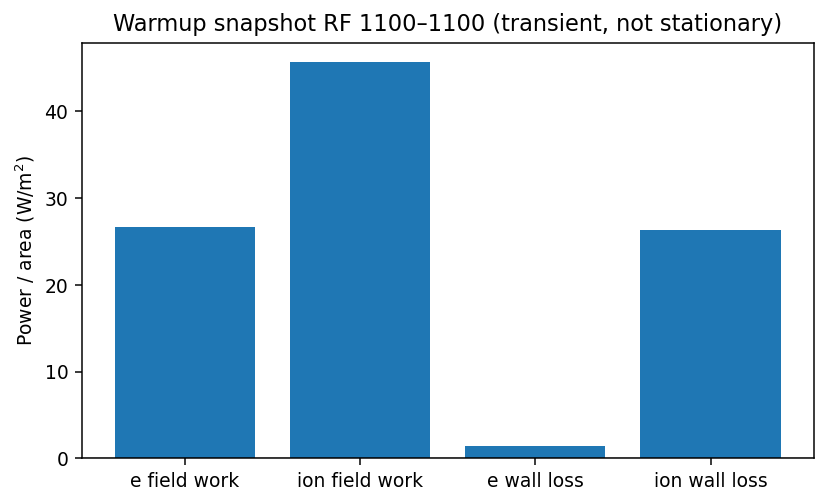 Warmup snapshot RF 1100–1100 (transient, not stationary)
Power / area (W/m²)
40
30
20
10
0
e field work ion field work e wall loss ion wall loss